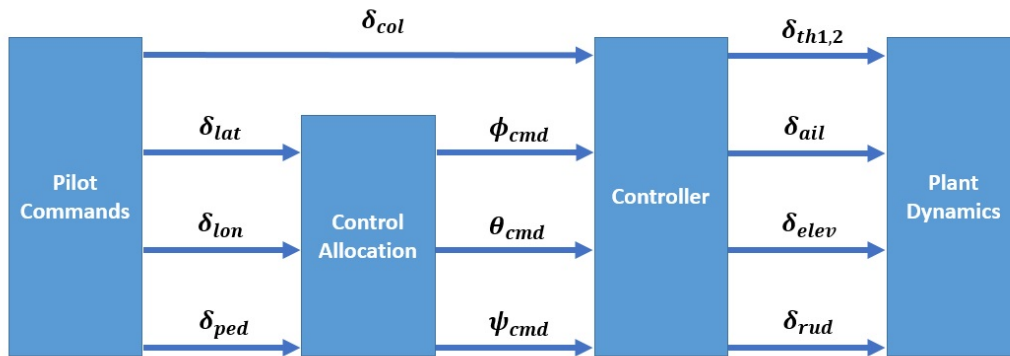 δcol
δth1,2
δlat
ϕcmd
δail
Pilot
Commands
δlon
Control
Allocation
θcmd
Controller
δelev
Plant
Dynamics
δped
ψcmd
δrud